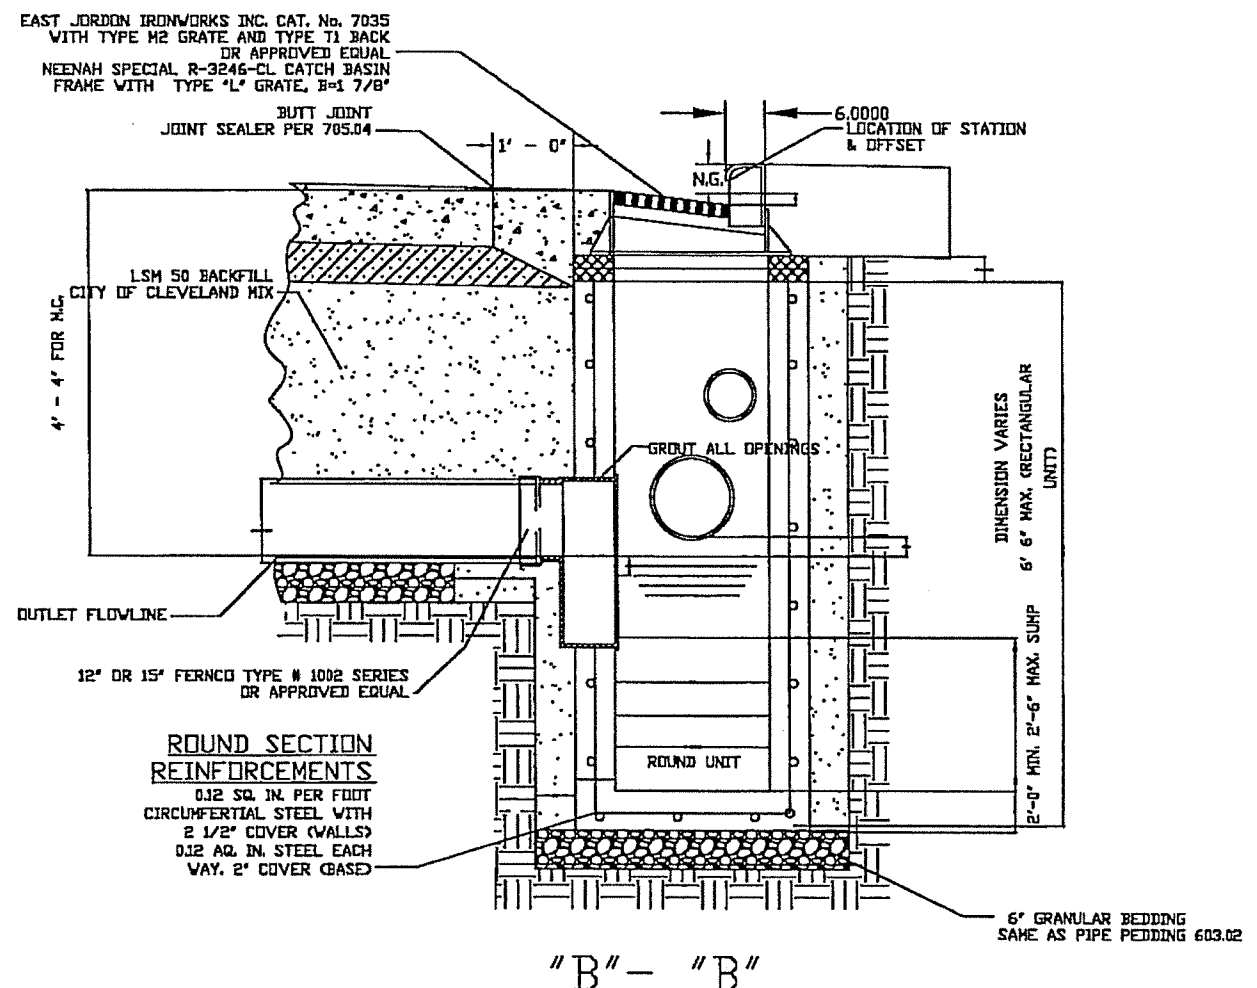 EAST JORDON IRONWORKS INC. CAT. No. 7035
WITH TYPE M2 GRATE AND TYPE T1 BACK
OR APPROVED EQUAL
NEENAH SPECIAL R-3246-CL CATCH BASIN
FRAME WITH TYPE "L" GRATE, B=1 7/8"
BUTT JOINT
JOINT SEALER PER 705.04
1' - 0"
6.0000
LOCATION OF STATION
& OFFSET
N.G.
LSM 50 BACKFILL
CITY OF CLEVELAND MIX
4' - 4" FOR M.C.
GROUT ALL OPENINGS
DIMENSION VARIES
6' 6" MAX. (RECTANGULAR
UNIT)
2'-0" MIN. 2'-6" MAX. SUMP
OUTLET FLOWLINE
12" OR 15" FERNCO TYPE # 1002 SERIES
OR APPROVED EQUAL
ROUND SECTION
REINFORCEMENTS
0.12 SQ. IN. PER FOOT
CIRCUMFERTIAL STEEL WITH
2 1/2" COVER (WALLS)
0.12 AQ. IN. STEEL EACH
WAY. 2" COVER (BASE)
ROUND UNIT
6" GRANULAR BEDDING
SAME AS PIPE PEDDING 603.02
"B"- "B"